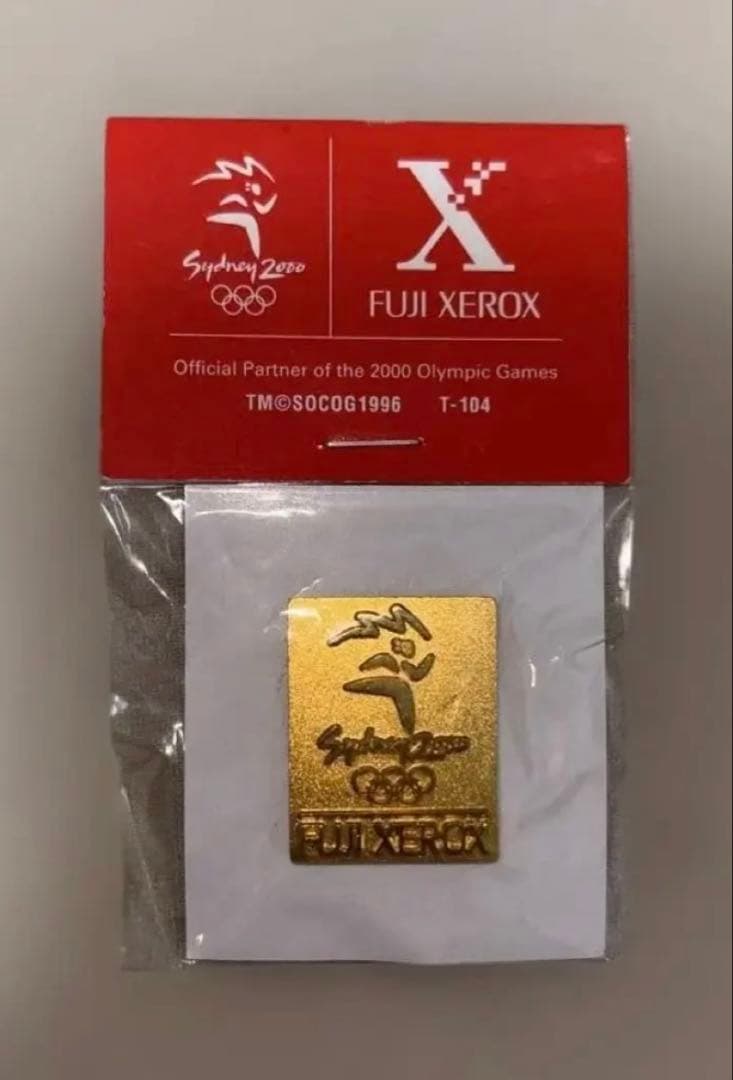 Sydney 2000
X
FUJI XEROX
Official Partner of the 2000 Olympic Games
TM©SOCOG1996 T-104
Sydney 2000
FUJI XEROX